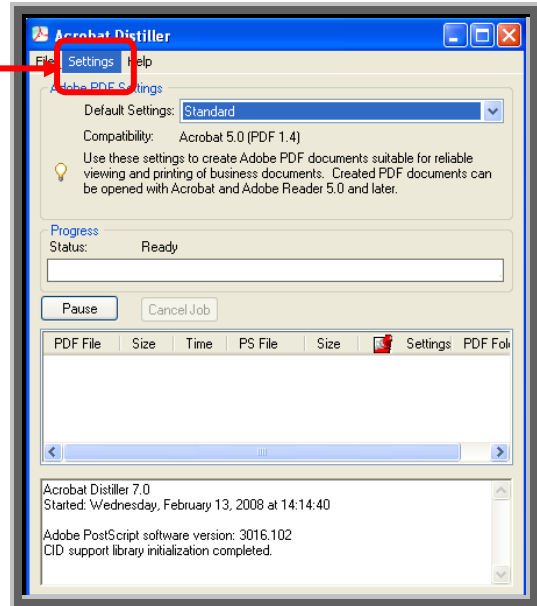 Acrobat Distiller
File Settings Help
Adobe PDF Settings
Default Settings: Standard
Compatibility: Acrobat 5.0 (PDF 1.4)
Use these settings to create Adobe PDF documents suitable for reliable
viewing and printing of business documents. Created PDF documents can
be opened with Acrobat and Adobe Reader 5.0 and later.
Progress
Status: Ready
Pause Cancel Job
PDF File Size Time PS File Size Settings PDF Fol
Acrobat Distiller 7.0
Started: Wednesday, February 13, 2008 at 14:14:40
Adobe PostScript software version: 3016.102
CID support library initialization completed.